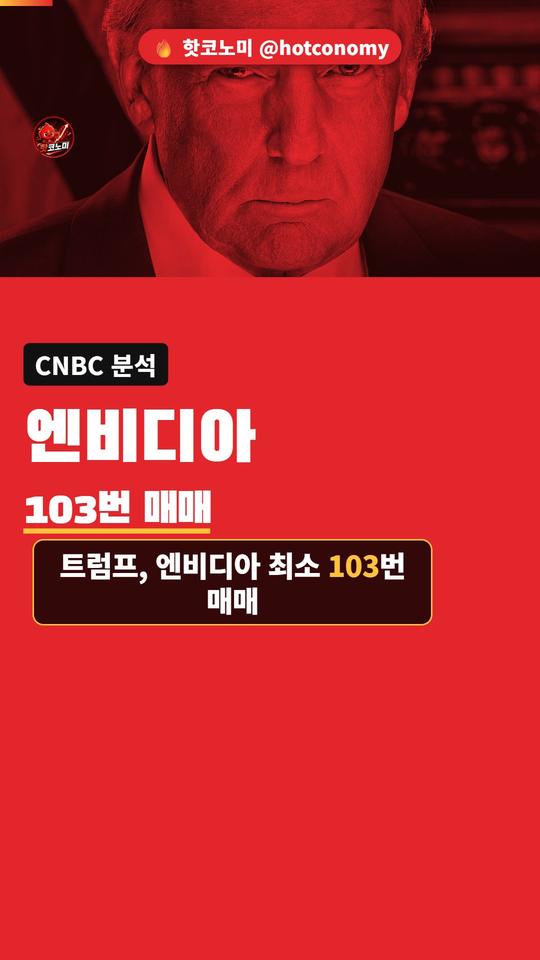 핫코노미 @hotconomy
핫코노미
CNBC 분석
엔비디아
103번 매매
트럼프, 엔비디아 최소 103번
매매